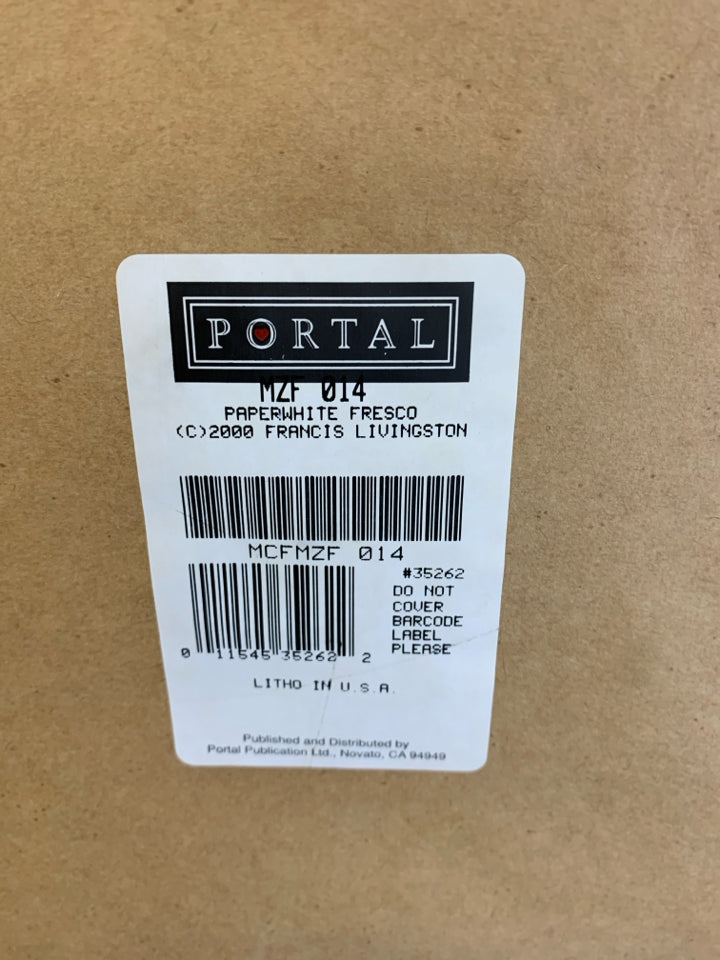 PORTAL
MZF 014
PAPERWHITE FRESCO
(C)2000 FRANCIS LIVINGSTON
MCFMZF 014
#35262
DO NOT
COVER
BARCODE
LABEL
PLEASE
0 11545 35262 2
LITHO IN U.S.A.
Published and Distributed by
Portal Publication Ltd., Novato, CA 94949